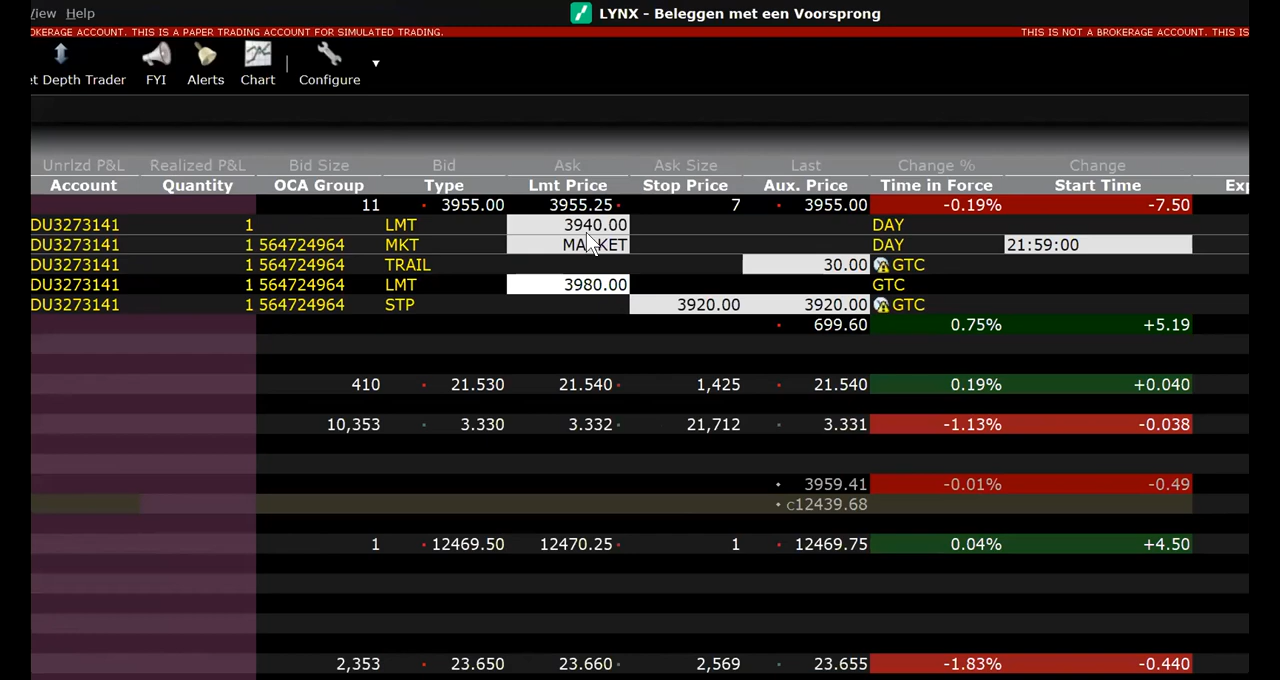 View Help LYNX - Beleggen met een Voorsprong
OKERAGE ACCOUNT. THIS IS A PAPER TRADING ACCOUNT FOR SIMULATED TRADING. THIS IS NOT A BROKERAGE ACCOUNT. THIS IS
et Depth Trader FYI Alerts Chart Configure
Unrlzd P&L Realized P&L Bid Size Bid Ask Ask Size Last Change % Change
Account Quantity OCA Group Type Lmt Price Stop Price Aux. Price Time in Force Start Time Exp
11 3955.00 3955.25 7 3955.00 -0.19% -7.50
DU3273141 1 LMT 3940.00 DAY
DU3273141 1 564724964 MKT MARKET DAY 21:59:00
DU3273141 1 564724964 TRAIL 30.00 GTC
DU3273141 1 564724964 LMT 3980.00 GTC
DU3273141 1 564724964 STP 3920.00 3920.00 GTC
699.60 0.75% +5.19
410 21.530 21.540 1,425 21.540 0.19% +0.040
10,353 3.330 3.332 21,712 3.331 -1.13% -0.038
3959.41 -0.01% -0.49
C12439.68
1 12469.50 12470.25 1 12469.75 0.04% +4.50
2,353 23.650 23.660 2,569 23.655 -1.83% -0.440